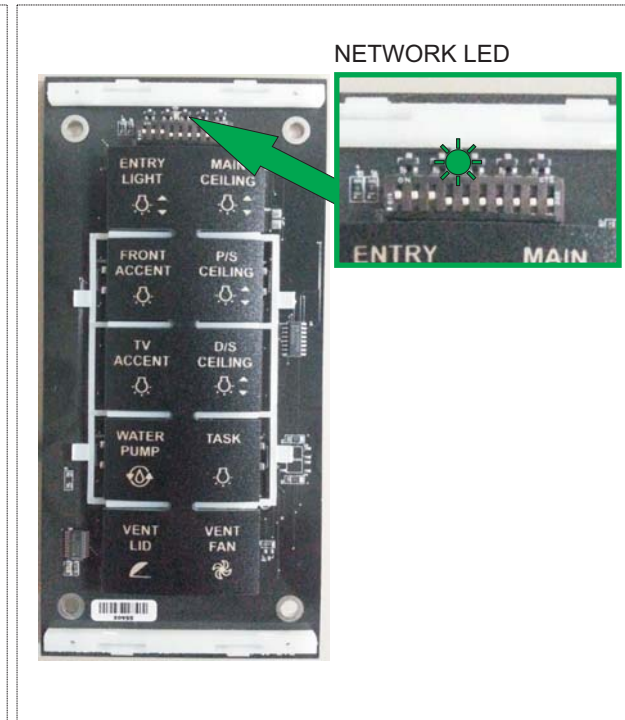 NETWORK LED
ENTRY
LIGHT
MAIN
CEILING
ENTRY
MAIN
FRONT
ACCENT
P/S
CEILING
TV
ACCENT
D/S
CEILING
WATER
PUMP
TASK
VENT
LID
VENT
FAN